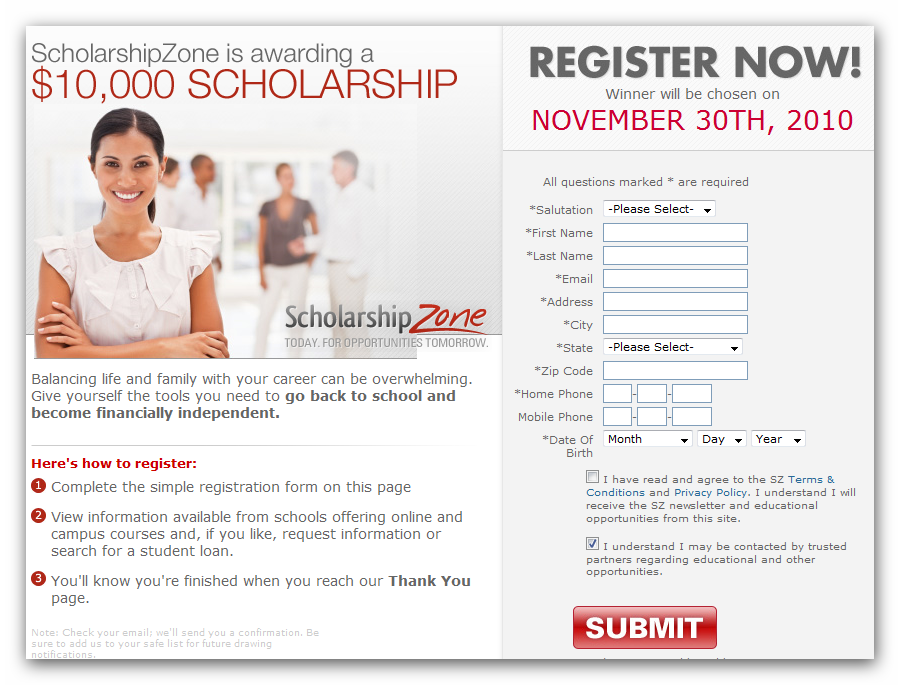 ScholarshipZone is awarding a
$10,000 SCHOLARSHIP
ScholarshipZone
TODAY. FOR OPPORTUNITIES TOMORROW.
Balancing life and family with your career can be overwhelming.
Give yourself the tools you need to go back to school and
become financially independent.
Here's how to register:
1 Complete the simple registration form on this page
2 View information available from schools offering online and
campus courses and, if you like, request information or
search for a student loan.
3 You'll know you're finished when you reach our Thank You
page.
Note: Check your email; we'll send you a confirmation. Be
sure to add us to your safe list for future drawing
notifications.
REGISTER NOW!
Winner will be chosen on
NOVEMBER 30TH, 2010
All questions marked * are required
*Salutation -Please Select-
*First Name
*Last Name
*Email
*Address
*City
*State -Please Select-
*Zip Code
*Home Phone - -
Mobile Phone - -
*Date Of Month Day Year
Birth
I have read and agree to the SZ Terms &
Conditions and Privacy Policy. I understand I will
receive the SZ newsletter and educational
opportunities from this site.
I understand I may be contacted by trusted
partners regarding educational and other
opportunities.
SUBMIT